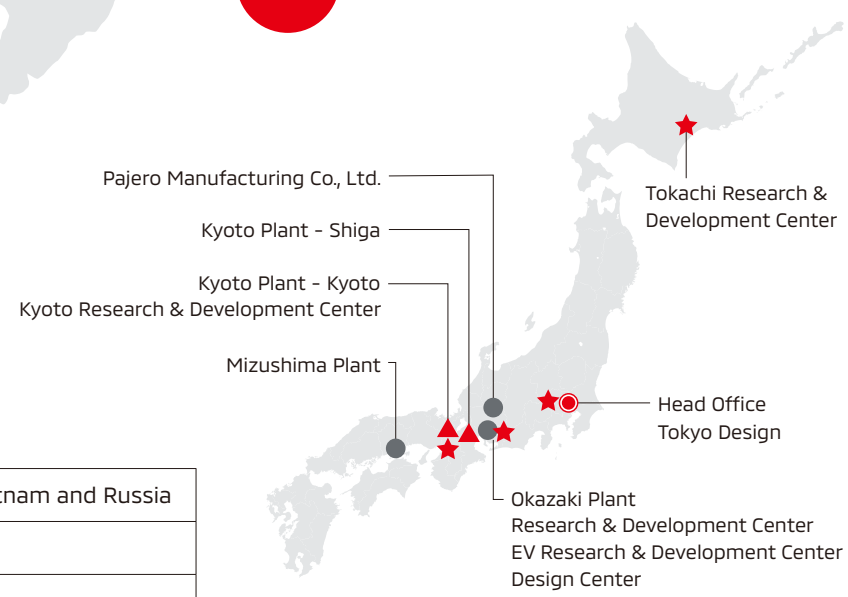 Pajero Manufacturing Co., Ltd.
Kyoto Plant - Shiga
Kyoto Plant - Kyoto
Kyoto Research & Development Center
Mizushima Plant
Tokachi Research &
Development Center
Head Office
Tokyo Design
Okazaki Plant
Research & Development Center
EV Research & Development Center
Design Center
and Russia